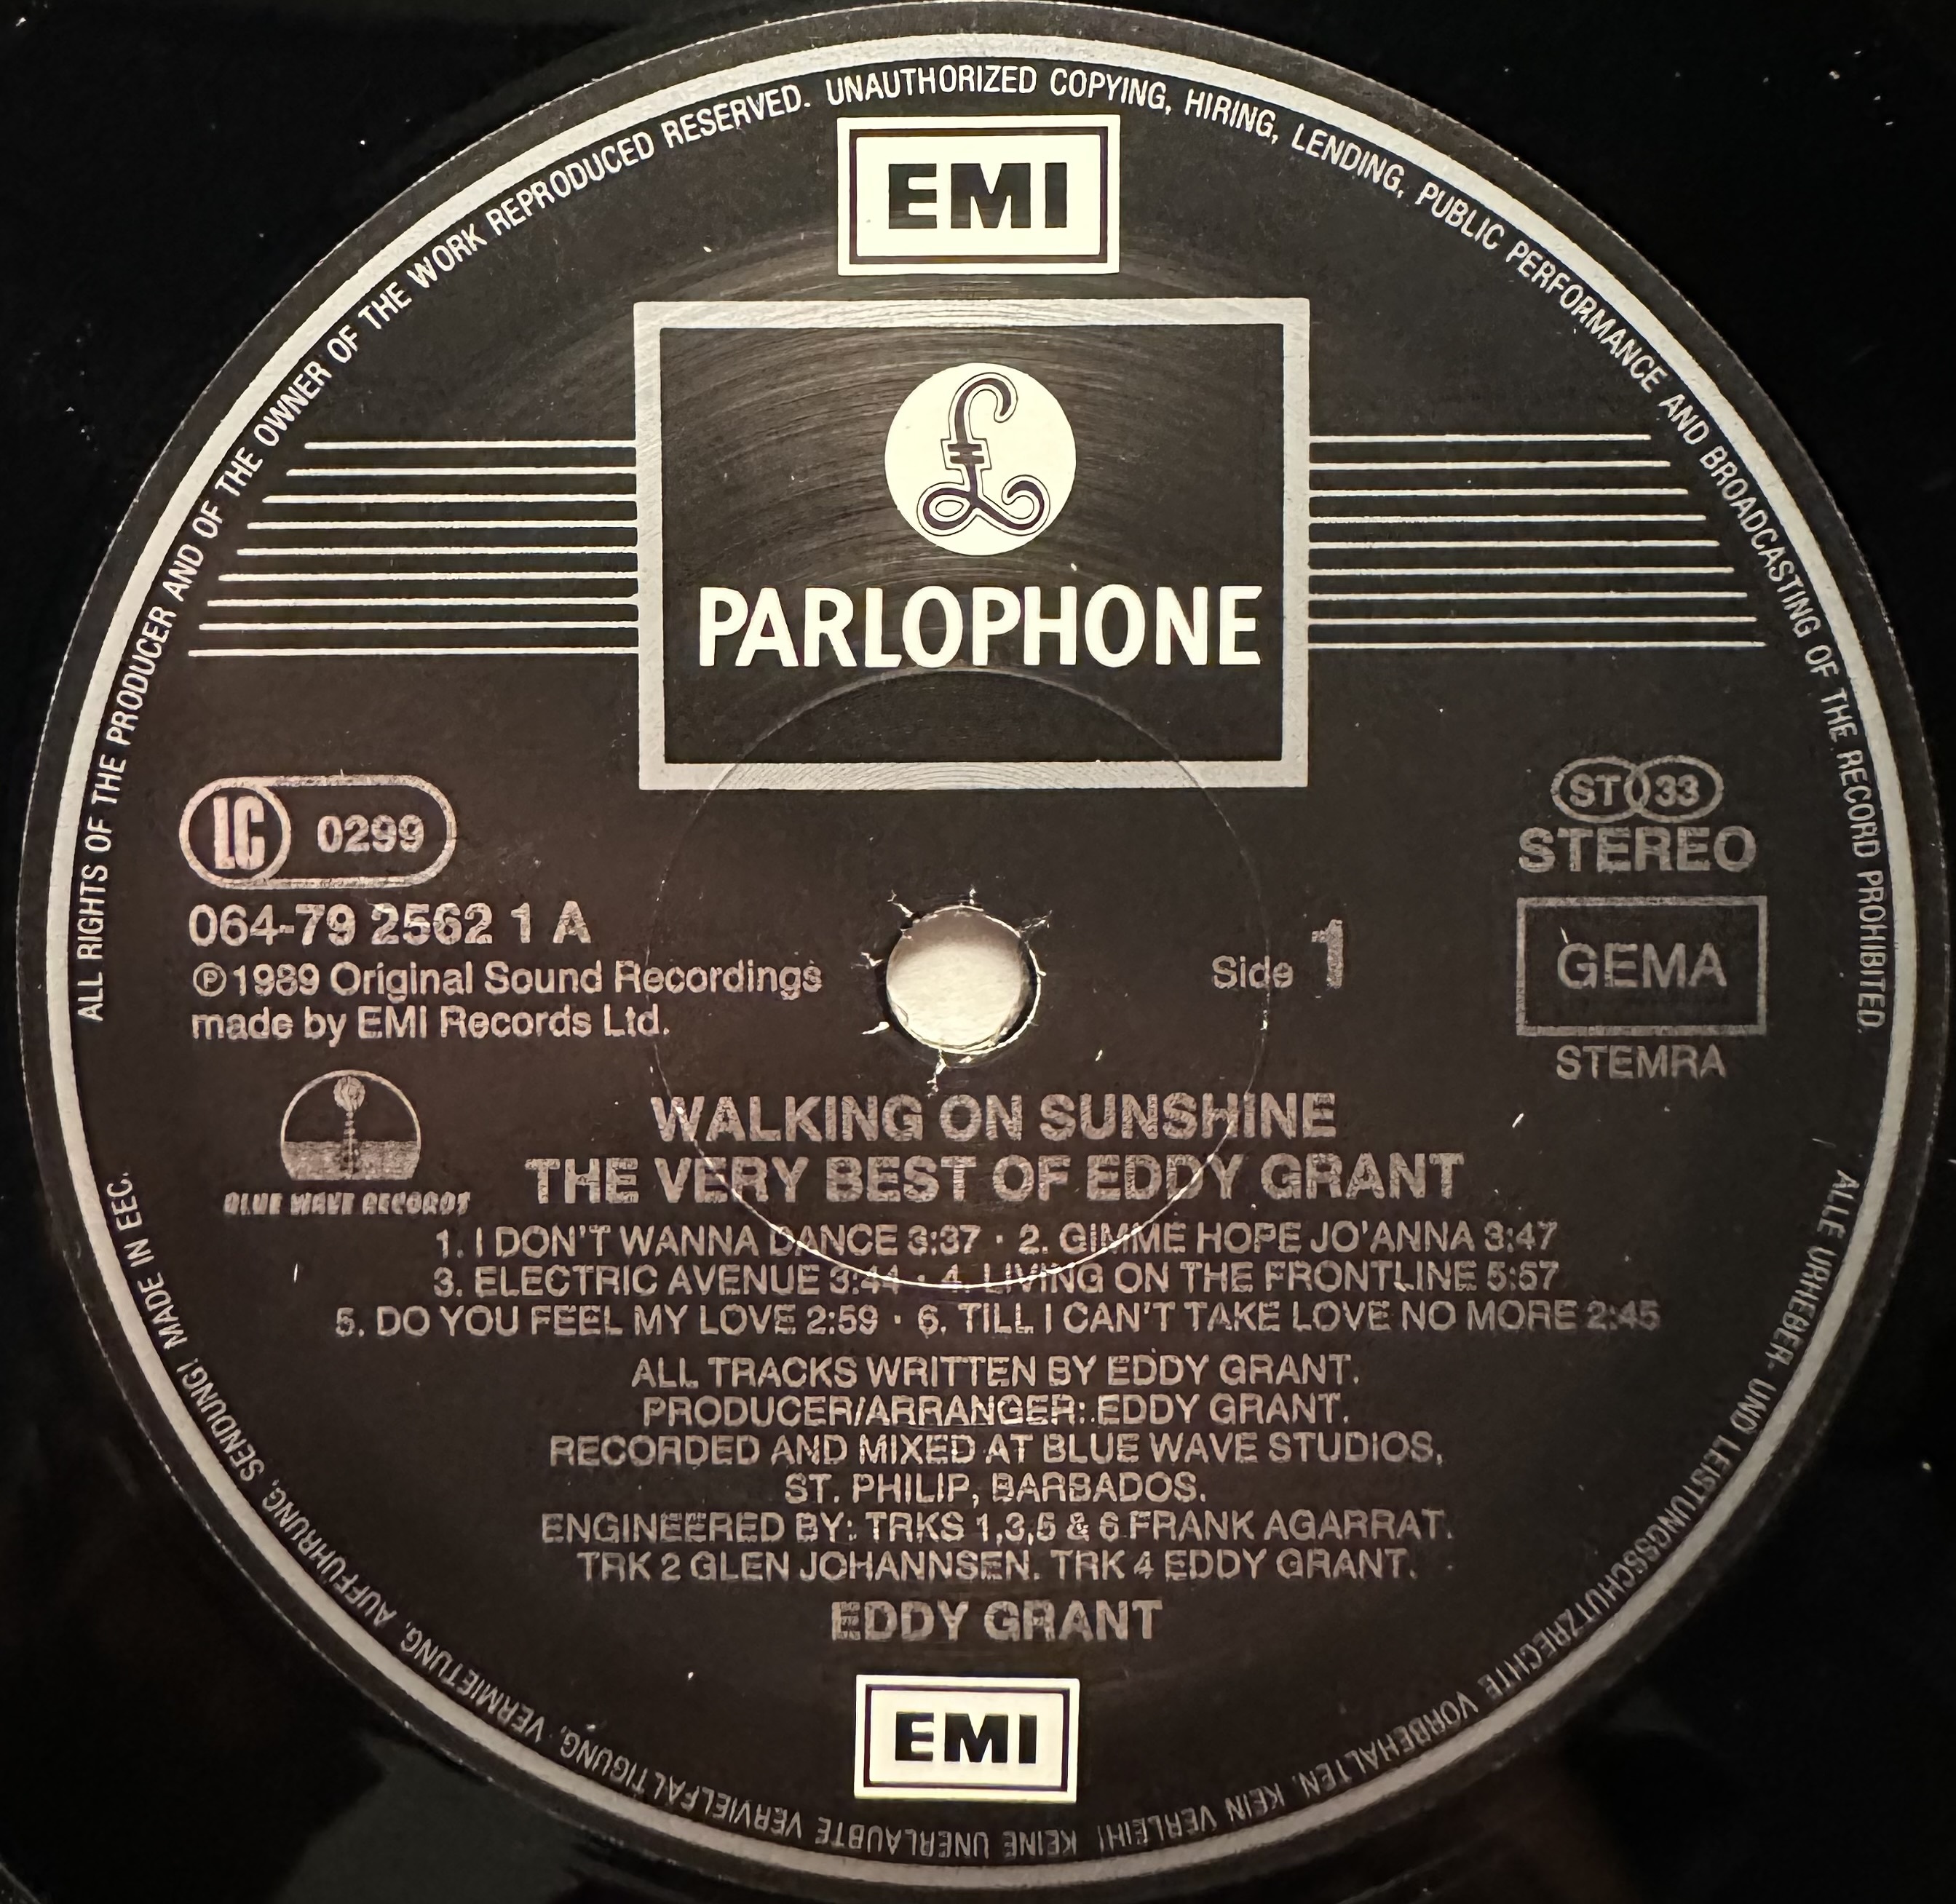 ALL RIGHTS OF THE PRODUCER AND OF THE OWNER OF THE WORK REPRODUCED RESERVED. UNAUTHORIZED COPYING, HIRING, LENDING, PUBLIC PERFORMANCE AND BROADCASTING OF THE RECORD PROHIBITED.
EMI
£
PARLOPHONE
LC 0299
ST 33
STEREO
064-79 2562 1 A
℗1989 Original Sound Recordings
made by EMI Records Ltd.
Side 1
GEMA
STEMRA
BLUE WAVE RECORDS
WALKING ON SUNSHINE
THE VERY BEST OF EDDY GRANT
1. I DON'T WANNA DANCE 3:37 · 2. GIMME HOPE JO'ANNA 3:47
3. ELECTRIC AVENUE 3:44 · 4. LIVING ON THE FRONTLINE 5:57
5. DO YOU FEEL MY LOVE 2:59 · 6. TILL I CAN'T TAKE LOVE NO MORE 2:45
ALL TRACKS WRITTEN BY EDDY GRANT.
PRODUCER/ARRANGER: EDDY GRANT.
RECORDED AND MIXED AT BLUE WAVE STUDIOS,
ST. PHILIP, BARBADOS.
ENGINEERED BY: TRKS 1,3,5 & 6 FRANK AGARRAT.
TRK 2 GLEN JOHANNSEN. TRK 4 EDDY GRANT.
EDDY GRANT
EMI
ALLE URHEBER- UND LEISTUNGSSCHUTZRECHTE VORBEHALTEN. KEIN VERLEIH! KEINE UNERLAUBTE VERVIELFÄLTIGUNG, VERMIETUNG, AUFFÜHRUNG, SENDUNG! MADE IN EEC.